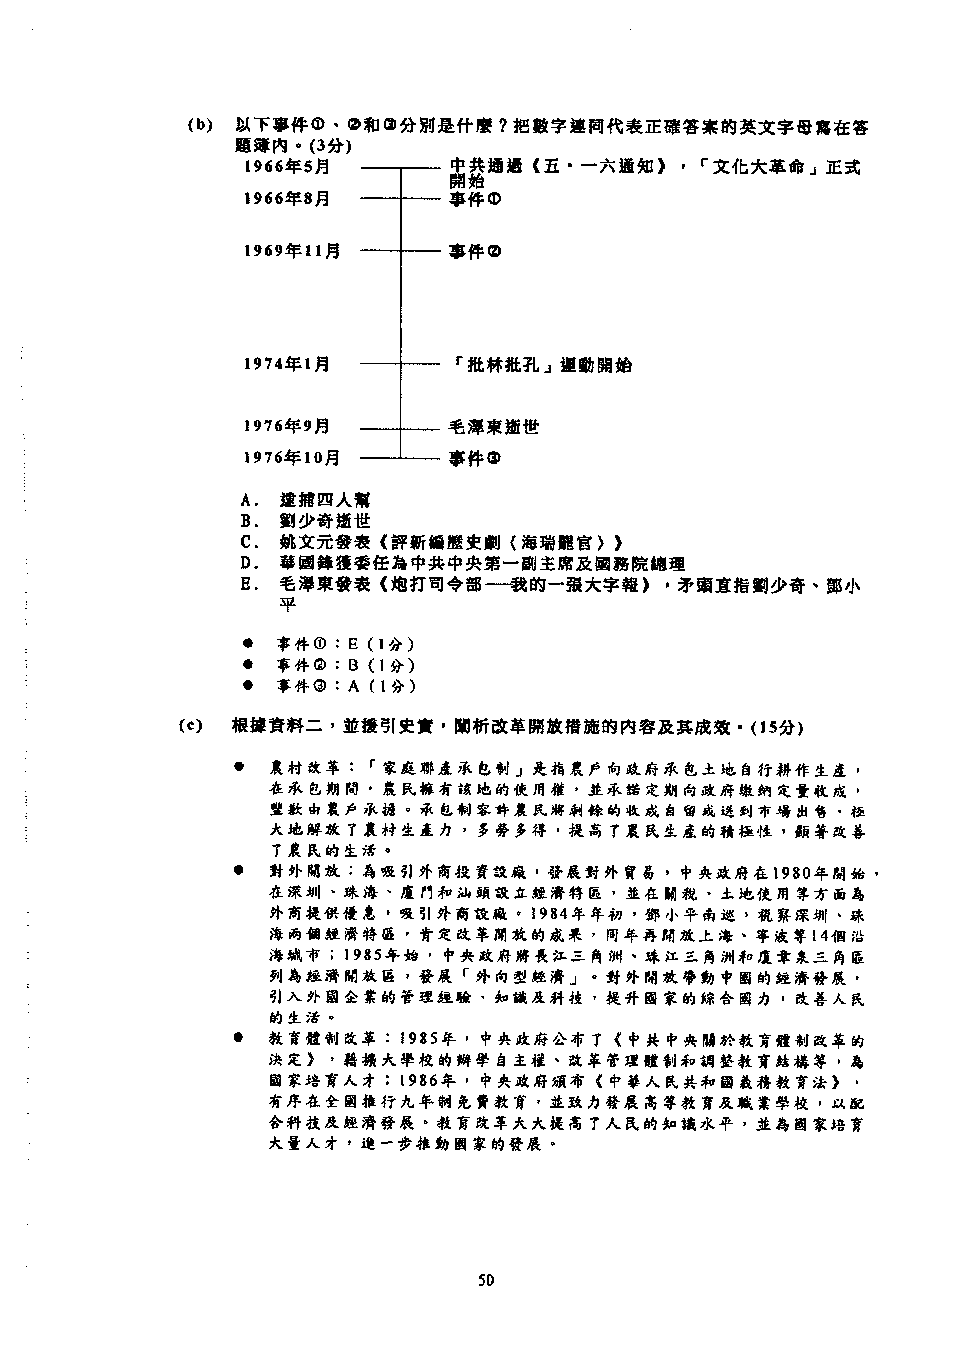 (b) 以下事件①、②和③分別是什麼？把數字連同代表正確答案的英文字母寫在答
題簿內。(3分)
1966年5月 中共通過《五．一六通知》，「文化大革命」正式
開始
1966年8月 事件①
1969年11月 事件②
1974年1月 「批林批孔」運動開始
1976年9月 毛澤東逝世
1976年10月 事件③
A. 逮捕四人幫
B. 劉少奇逝世
C. 姚文元發表《評新編歷史劇〈海瑞罷官〉》
D. 華國鋒獲委任為中共中央第一副主席及國務院總理
E. 毛澤東發表《炮打司令部──我的一張大字報》，矛頭直指劉少奇、鄧小
平
● 事件①：E (1分)
● 事件②：B (1分)
● 事件③：A (1分)
(c) 根據資料二，並援引史實，闡析改革開放措施的內容及其成效。(15分)
● 農村改革：「家庭聯產承包制」是指農戶向政府承包土地自行耕作生產，
在承包期間，農民擁有該地的使用權，並承諾定期向政府繳納定量收成，
虧歉由農戶承擔。承包制容許農民將剩餘的收成自留或送到市場出售，極
大地解放了農村生產力，多勞多得，提高了農民生產的積極性，顯著改善
了農民的生活。
● 對外開放：為吸引外商投資設廠，發展對外貿易，中央政府在1980年開始，
在深圳、珠海、廈門和汕頭設立經濟特區，並在關稅、土地使用等方面為
外商提供優惠，吸引外商設廠。1984年年初，鄧小平南巡，視察深圳、珠
海兩個經濟特區，肯定改革開放的成果，同年再開放上海、寧波等14個沿
海城市；1985年始，中央政府將長江三角洲、珠江三角洲和廈章泉三角區
列為經濟開放區，發展「外向型經濟」。對外開放帶動中國的經濟發展，
引入外國企業的管理經驗、知識及科技，提升國家的綜合國力，改善人民
的生活。
● 教育體制改革：1985年，中央政府公布了《中共中央關於教育體制改革的
決定》，藉擴大學校的辦學自主權、改革管理體制和調整教育結構等，為
國家培育人才；1986年，中央政府頒布《中華人民共和國義務教育法》，
有序在全國推行九年制免費教育，並致力發展高等教育及職業學校，以配
合科技及經濟發展。教育改革大大提高了人民的知識水平，並為國家培育
大量人才，進一步推動國家的發展。
50